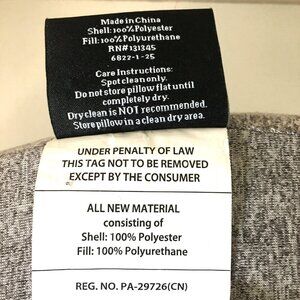 Made in China
Shell: 100% Polyester
Fill: 100% Polyurethane
RN#131345
6822-1-25
Care Instructions:
Spot clean only.
Do not store pillow flat until
completely dry.
Dry clean is NOT recommended.
Store pillow in a clean dry area.
UNDER PENALTY OF LAW
THIS TAG NOT TO BE REMOVED
EXCEPT BY THE CONSUMER
ALL NEW MATERIAL
consisting of
Shell: 100% Polyester
Fill: 100% Polyurethane
REG. NO. PA-29726(CN)